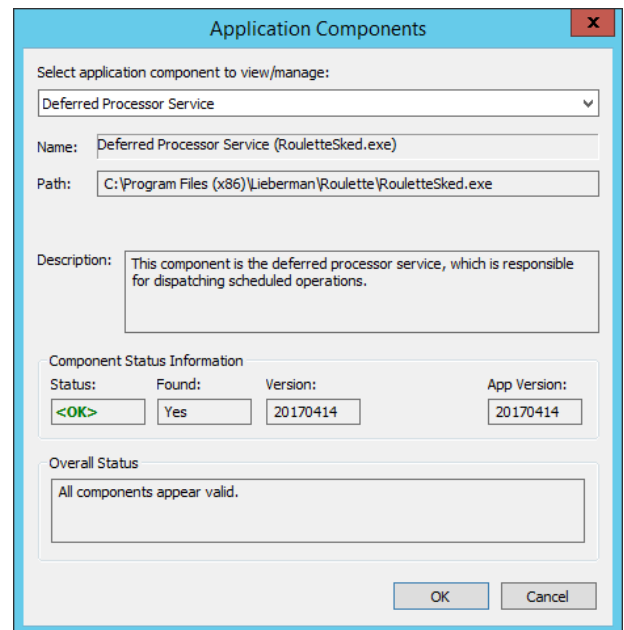 Application Components
x
Select application component to view/manage:
Deferred Processor Service
Name: Deferred Processor Service (RouletteSked.exe)
Path: C:\Program Files (x86)\Lieberman\Roulette\RouletteSked.exe
Description: This component is the deferred processor service, which is responsible
for dispatching scheduled operations.
Component Status Information
Status: Found: Version: App Version:
<OK> Yes 20170414 20170414
Overall Status
All components appear valid.
OK Cancel